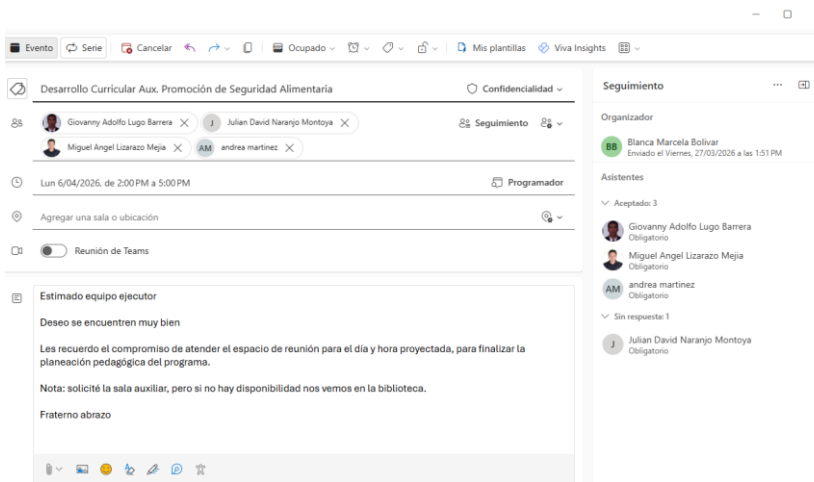 Evento
Serie
Cancelar
Ocupado
Mis plantillas
Viva Insights
Desarrollo Curricular Aux. Promoción de Seguridad Alimentaria
Confidencialidad
Giovanny Adolfo Lugo Barrera
J Julian David Naranjo Montoya
Seguimiento
Miguel Angel Lizarazo Mejia
AM andrea martinez
Lun 6/04/2026, de 2:00 PM a 5:00 PM
Programador
Agregar una sala o ubicación
Reunión de Teams
Estimado equipo ejecutor
Deseo se encuentren muy bien
Les recuerdo el compromiso de atender el espacio de reunión para el día y hora proyectada, para finalizar la
planeación pedagógica del programa.
Nota: solicité la sala auxiliar, pero si no hay disponibilidad nos vemos en la biblioteca.
Fraterno abrazo
Seguimiento
Organizador
BB Blanca Marcela Bolivar
Enviado el Viernes, 27/03/2026 a las 1:51 PM
Asistentes
Aceptado: 3
Giovanny Adolfo Lugo Barrera
Obligatorio
Miguel Angel Lizarazo Mejia
Obligatorio
AM andrea martinez
Obligatorio
Sin respuesta: 1
J Julian David Naranjo Montoya
Obligatorio